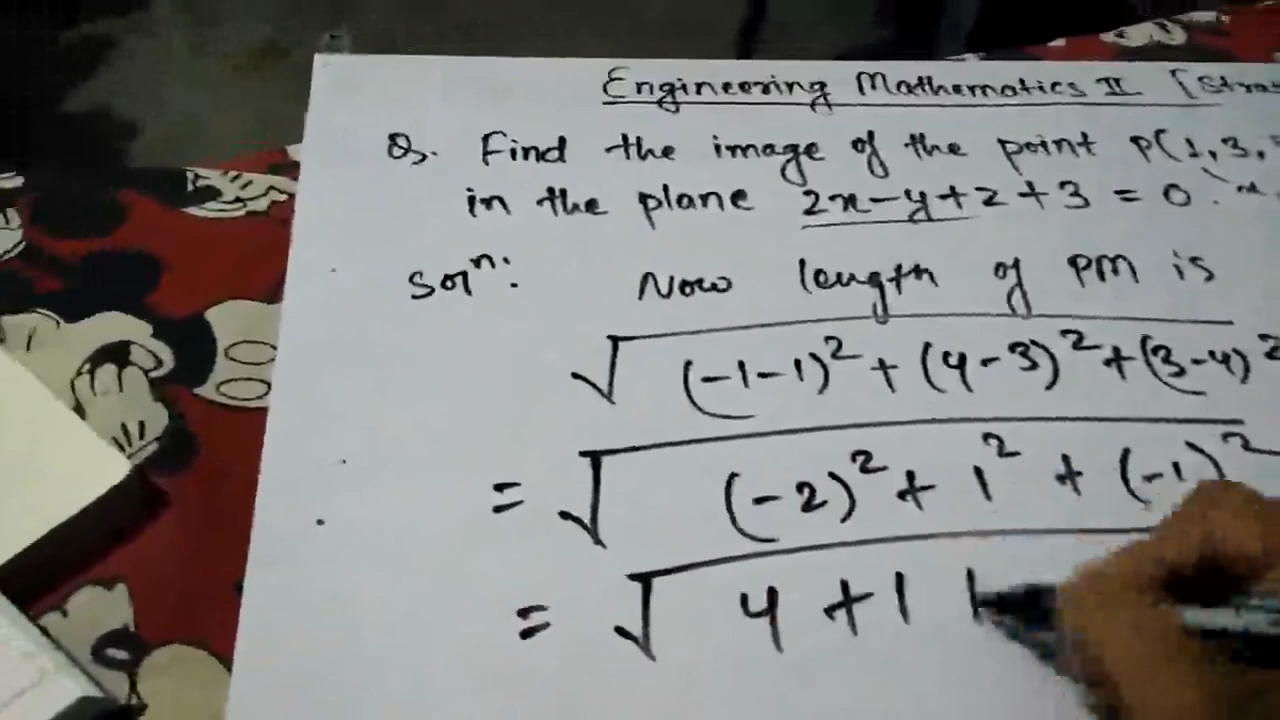 Engineering Mathematics II
Q. Find the image of the point P(1,3,
in the plane 2x-y+z+3 = 0.
Solⁿ: Now length of PM is
√(-1-1)²+(4-3)²+(3-4)²
= √(-2)²+1²+(-1)²
= √4+1